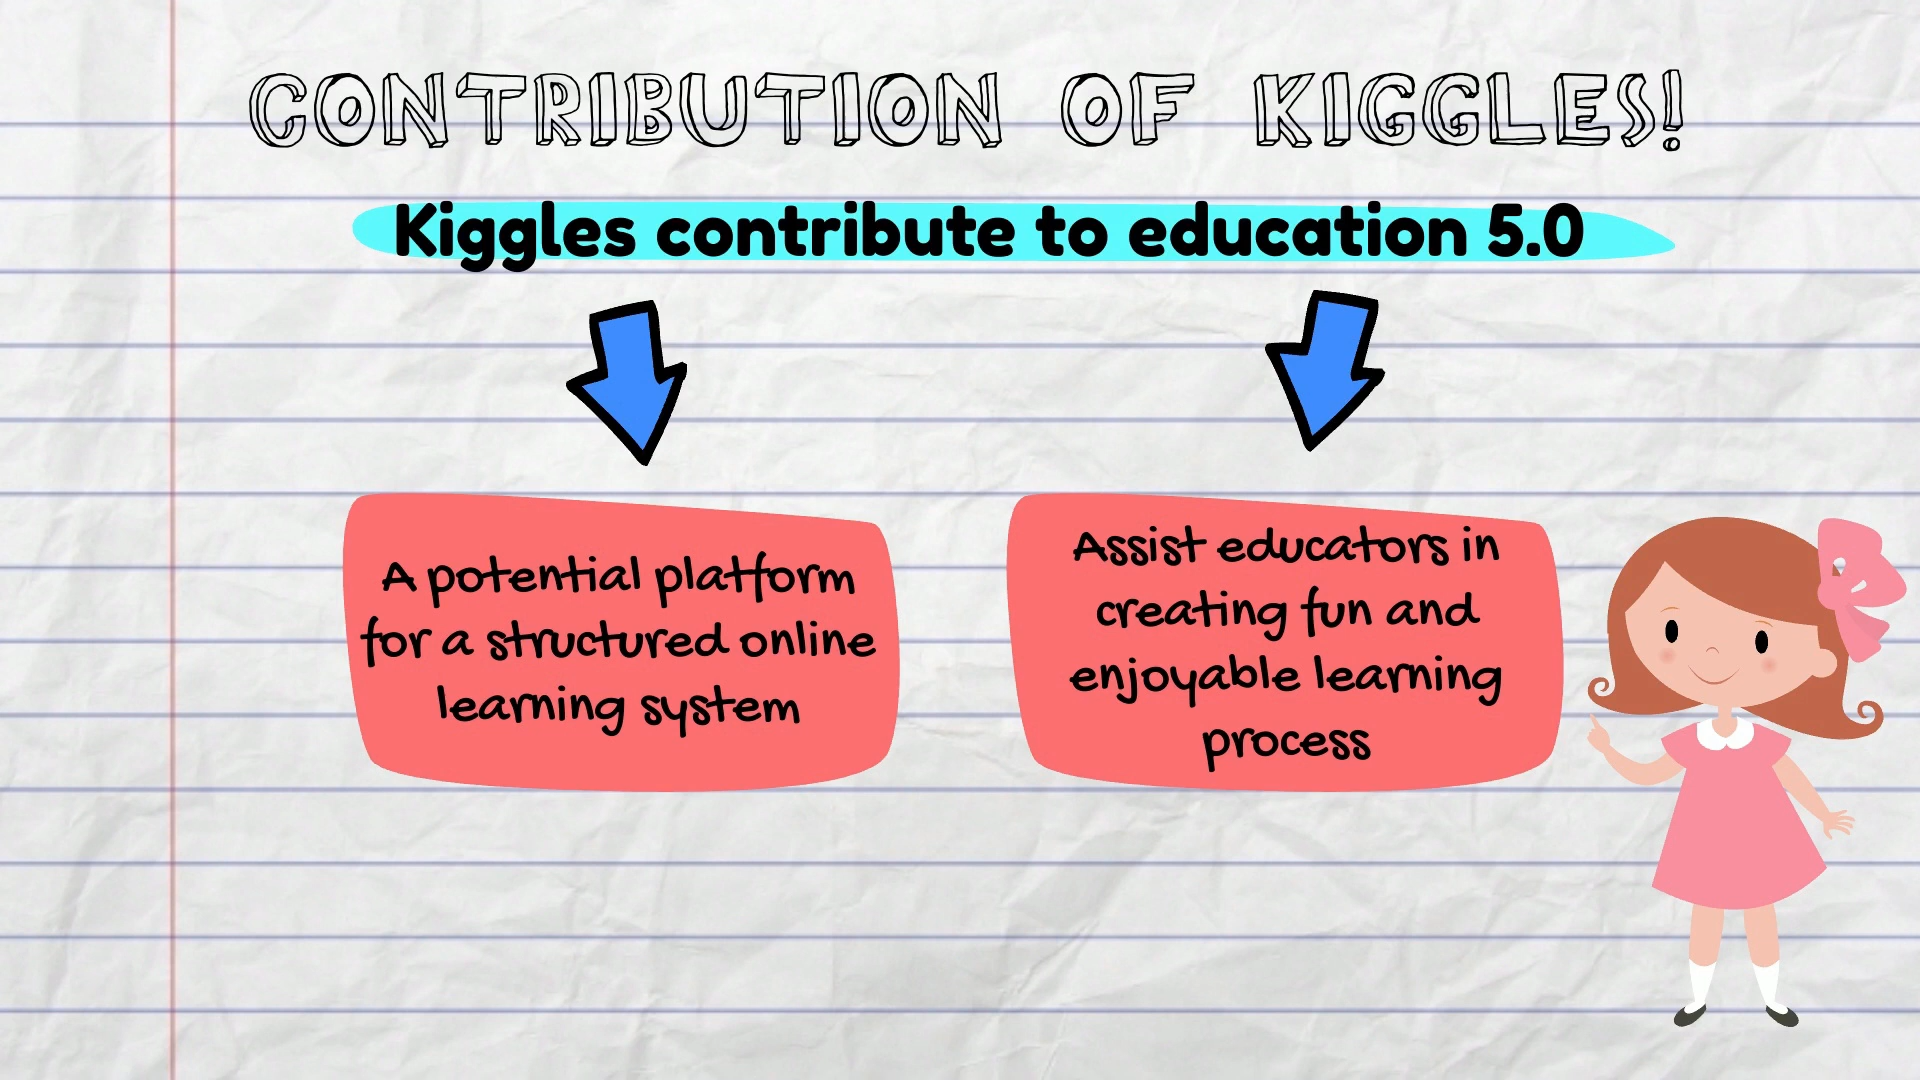 CONTRIBUTION OF KIGGLES!
Kiggles contribute to education 5.0
A potential platform
for a structured online
learning system
Assist educators in
creating fun and
enjoyable learning
process